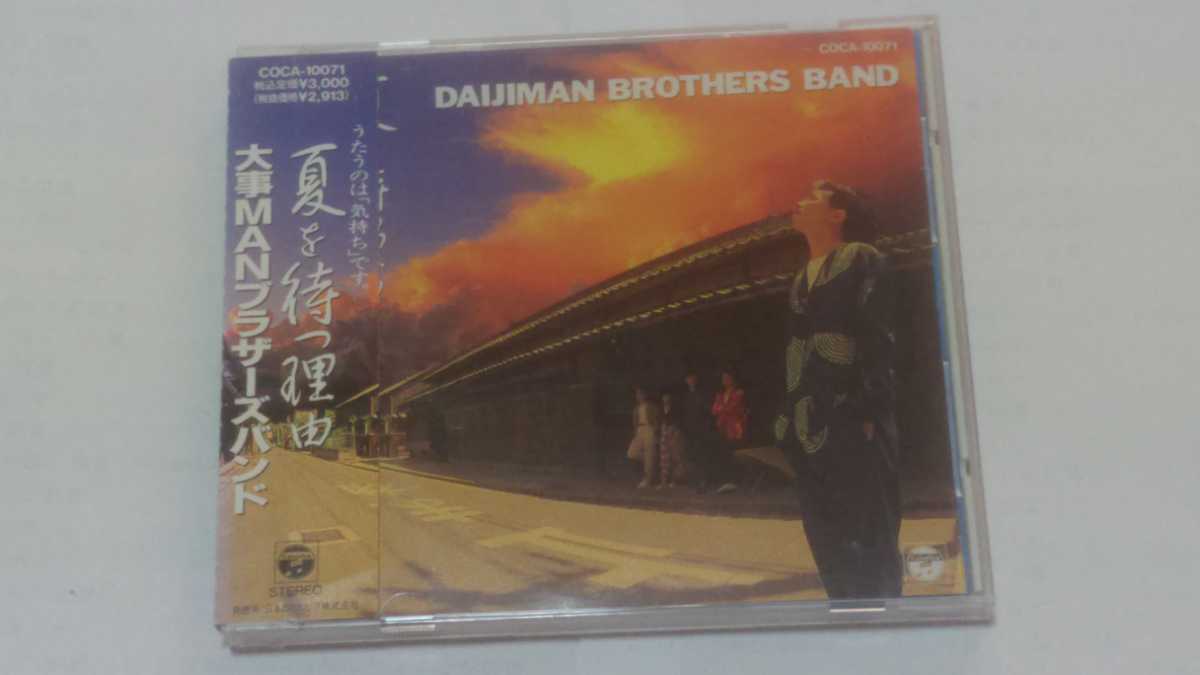 COCA-10071
税込定価¥3,000
(税抜価格¥2,913)
うたうのは「気持ち」です。
夏を待つ理由
大事MANブラザーズバンド
STEREO
COCA-10071
DAIJIMAN BROTHERS BAND